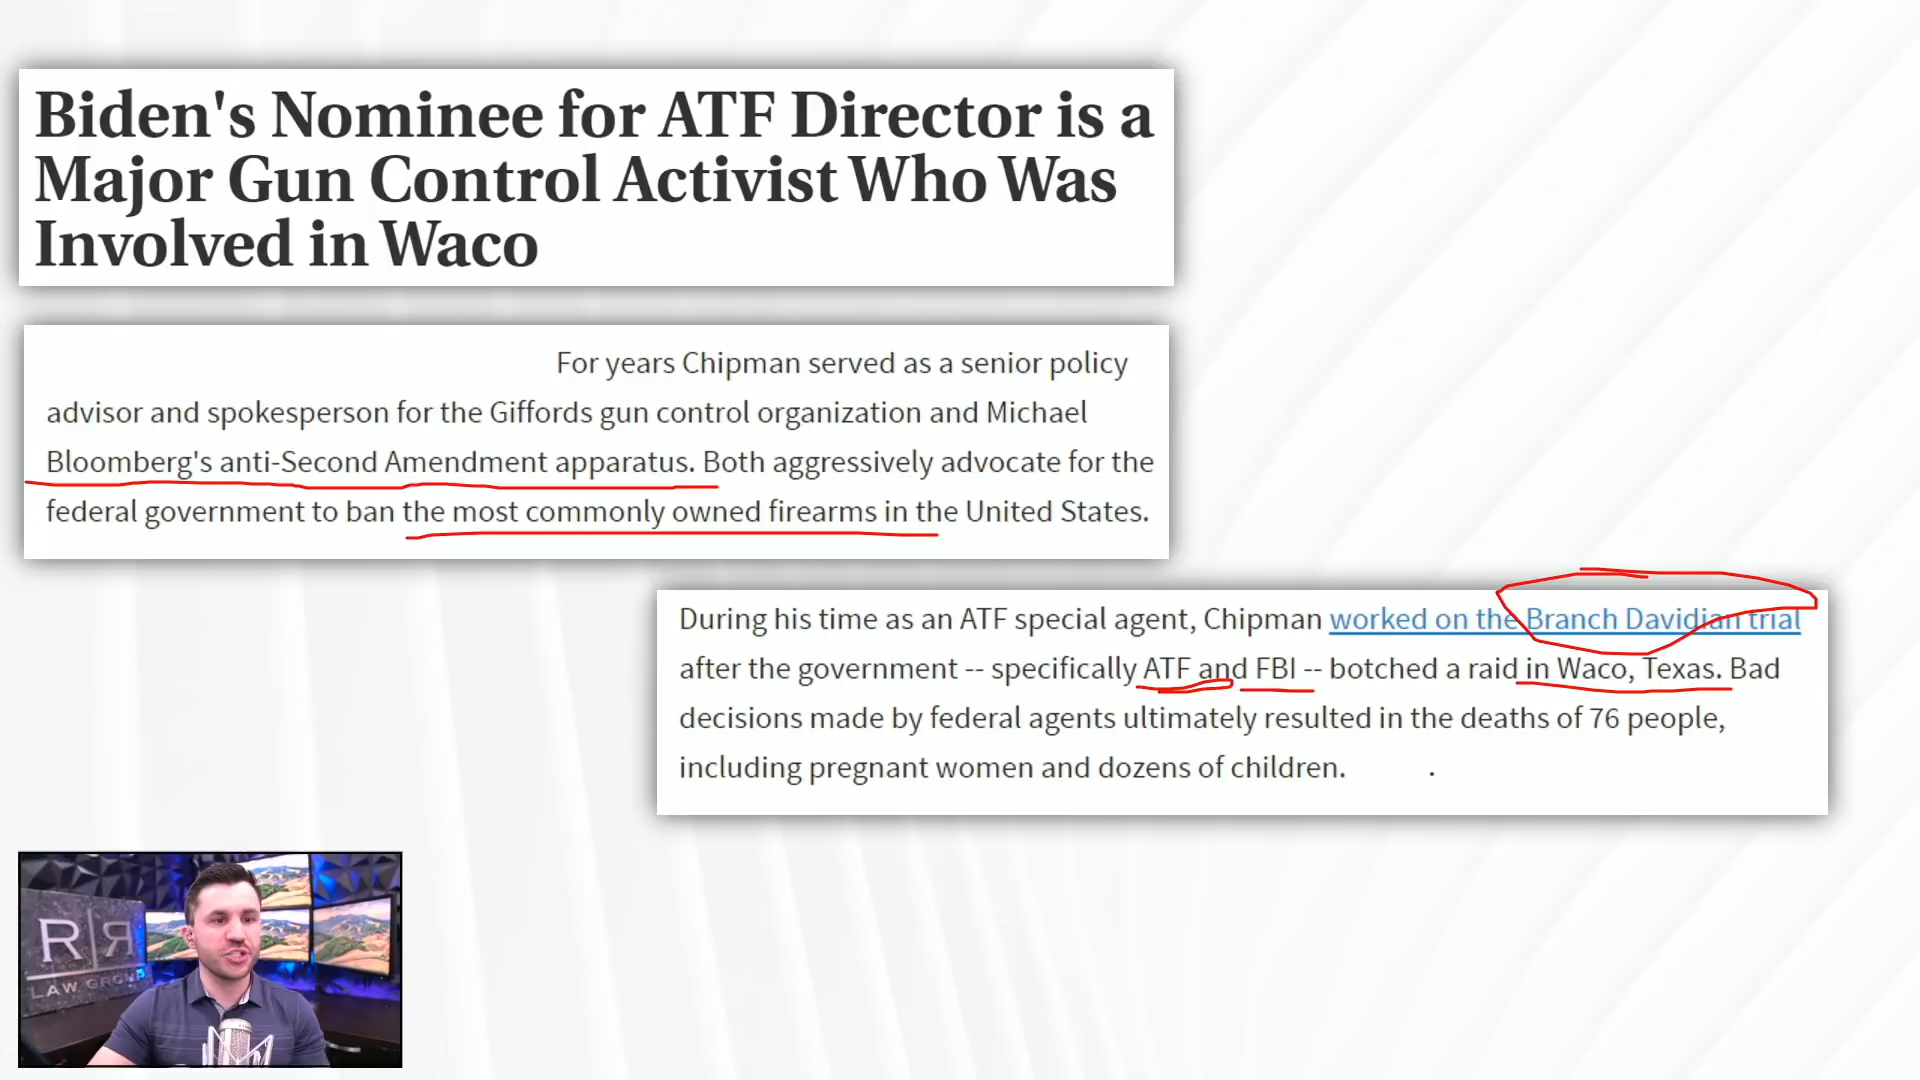 Biden's Nominee for ATF Director is a
Major Gun Control Activist Who Was
Involved in Waco
For years Chipman served as a senior policy
advisor and spokesperson for the Giffords gun control organization and Michael
Bloomberg's anti-Second Amendment apparatus. Both aggressively advocate for the
federal government to ban the most commonly owned firearms in the United States.
During his time as an ATF special agent, Chipman worked on the Branch Davidian trial
after the government -- specifically ATF and FBI -- botched a raid in Waco, Texas. Bad
decisions made by federal agents ultimately resulted in the deaths of 76 people,
including pregnant women and dozens of children. .
R|R
LAW GROUP